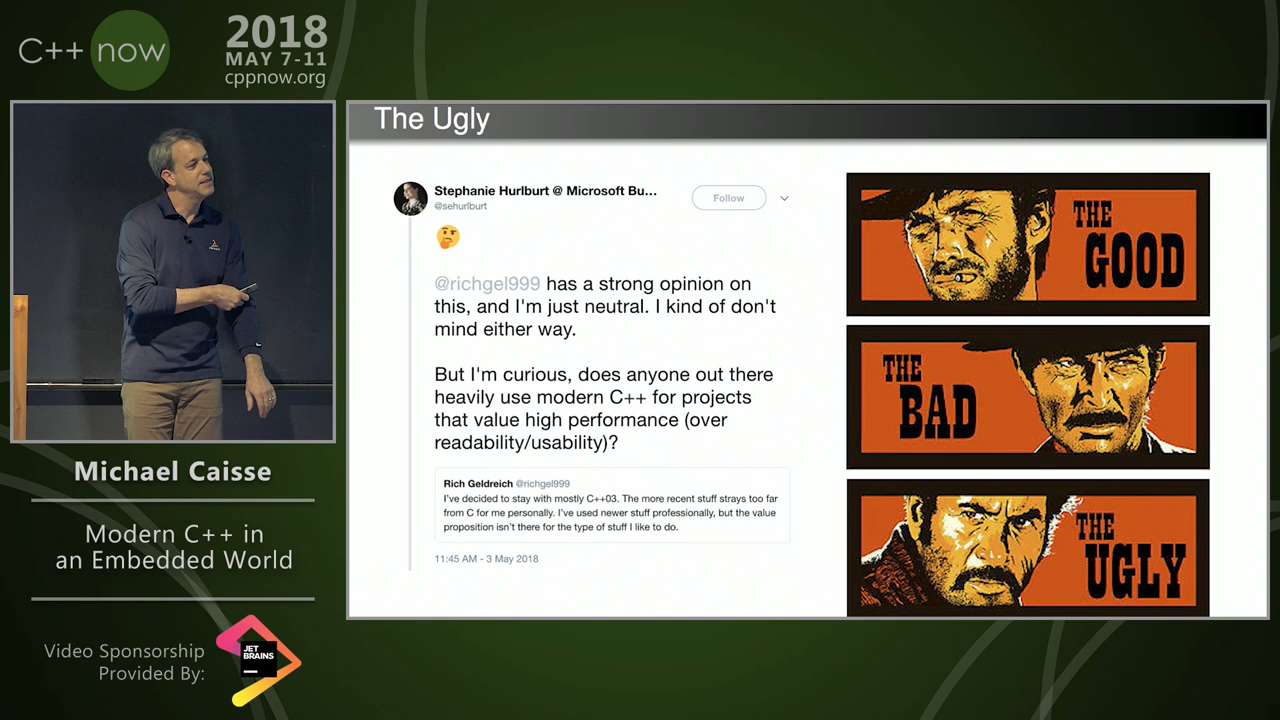 C++ now
2018
MAY 7-11
cppnow.org
The Ugly
Stephanie Hurlburt @ Microsoft Bu...
@sehurlburt
Follow
@richgel999 has a strong opinion on
this, and I'm just neutral. I kind of don't
mind either way.
But I'm curious, does anyone out there
heavily use modern C++ for projects
that value high performance (over
readability/usability)?
Rich Geldreich @richgel999
I've decided to stay with mostly C++03. The more recent stuff strays too far
from C for me personally. I've used newer stuff professionally, but the value
proposition isn't there for the type of stuff I like to do.
11:45 AM - 3 May 2018
THE
GOOD
THE
BAD
THE
UGLY
Michael Caisse
Modern C++ in
an Embedded World
Video Sponsorship
Provided By:
JET
BRAINS